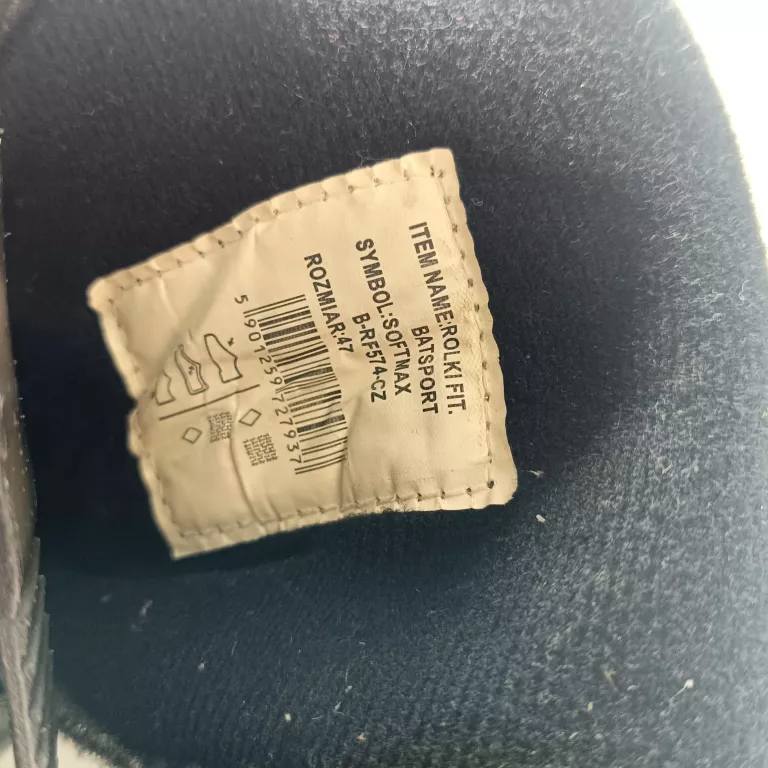 ITEM NAME:ROLKI FIT.
BATSPORT
SYMBOL:SOFTMAX
B-RF574-CZ
ROZMIAR:47
5 901259 727937